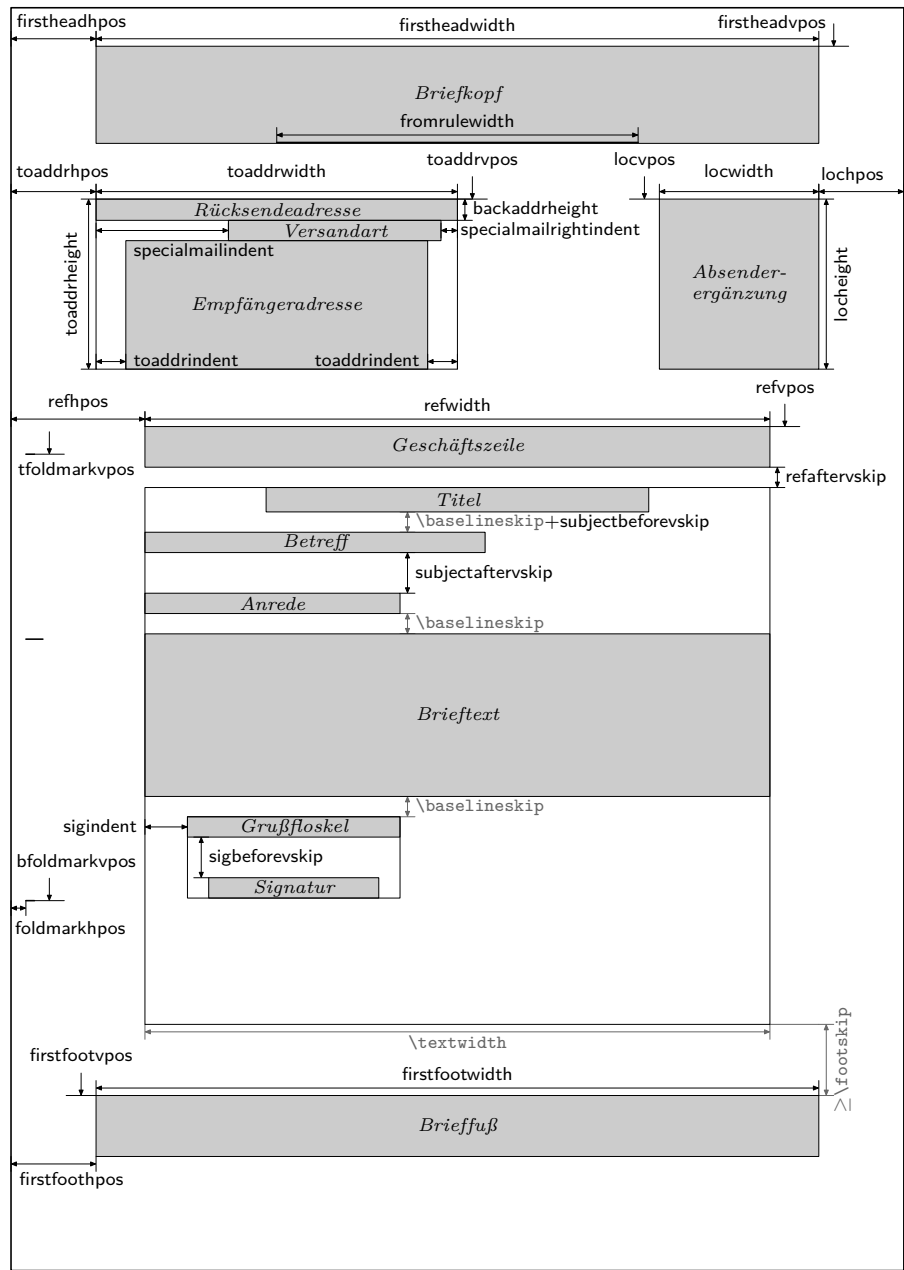 firstheadhpos
firstheadwidth
firstheadvpos
Briefkopf
fromrulewidth
toaddrhpos
toaddrwidth
toaddrvpos
locvpos
locwidth
lochpos
Rücksendeadresse
backaddrheight
Versandart
specialmailrightindent
specialmailindent
toaddrheight
Empfängeradresse
Absender-
ergänzung
locheight
toaddrindent
toaddrindent
refhpos
refwidth
refvpos
Geschäftszeile
tfoldmarkvpos
refaftervskip
Titel
\baselineskip+subjectbeforevskip
Betreff
subjectaftervskip
Anrede
\baselineskip
Brieftext
\baselineskip
sigindent
Grußfloskel
sigbeforevskip
bfoldmarkvpos
Signatur
foldmarkhpos
\textwidth
≥\footskip
firstfootvpos
firstfootwidth
Brieffuß
firstfoothpos